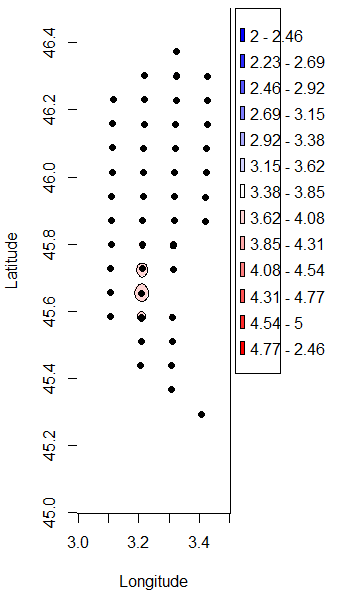 2 - 2.46
2.23 - 2.69
2.46 - 2.92
2.69 - 3.15
2.92 - 3.38
3.15 - 3.62
3.38 - 3.85
3.62 - 4.08
3.85 - 4.31
4.08 - 4.54
4.31 - 4.77
4.54 - 5
4.77 - 2.46
Latitude
46.4
46.2
46.0
45.8
45.6
45.4
45.2
45.0
3.0 3.2 3.4
Longitude